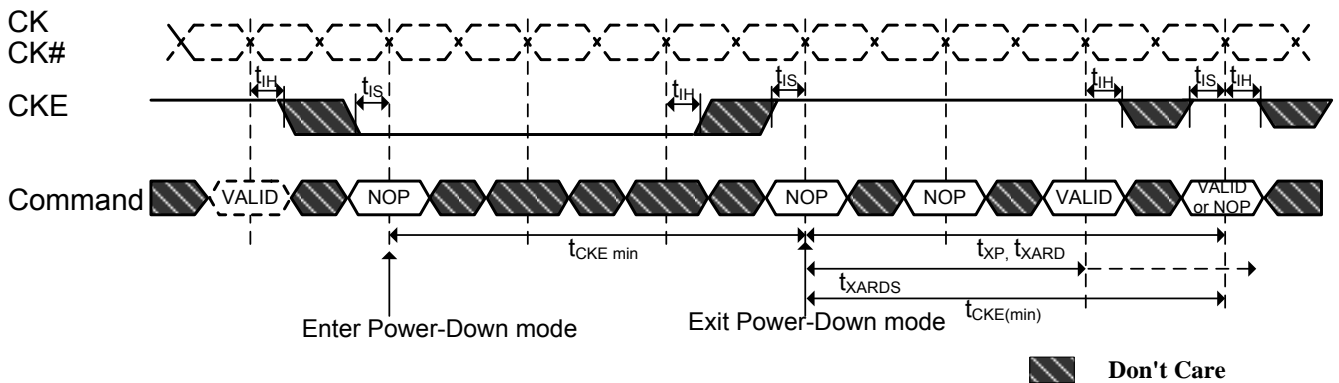 CK
CK#
tIH tIS tIH tIS tIH tIS tIH
CKE
Command VALID NOP NOP NOP VALID VALID or NOP
tCKE min tXP, tXARD
tXARDS
tCKE(min)
Enter Power-Down mode Exit Power-Down mode
Don't Care